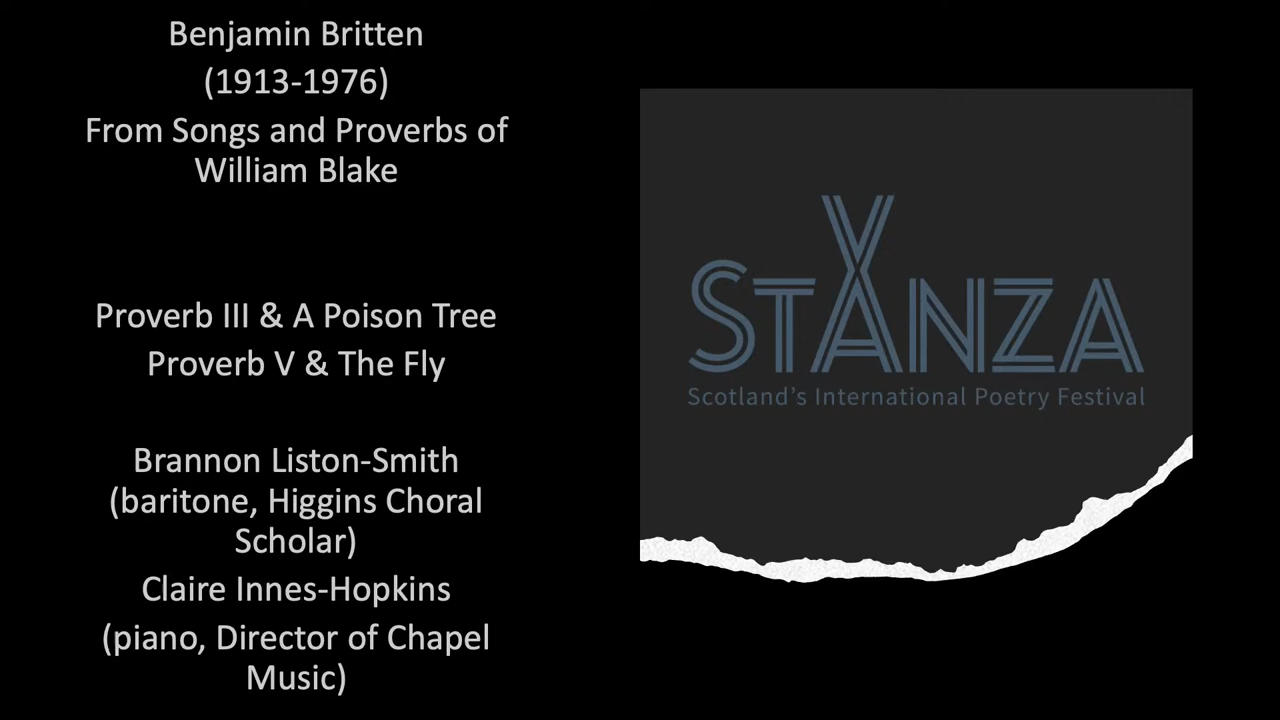 Benjamin Britten
(1913-1976)
From Songs and Proverbs of
William Blake
Proverb III & A Poison Tree
Proverb V & The Fly
Brannon Liston-Smith
(baritone, Higgins Choral
Scholar)
Claire Innes-Hopkins
(piano, Director of Chapel
Music)
STANZA
Scotland's International Poetry Festival